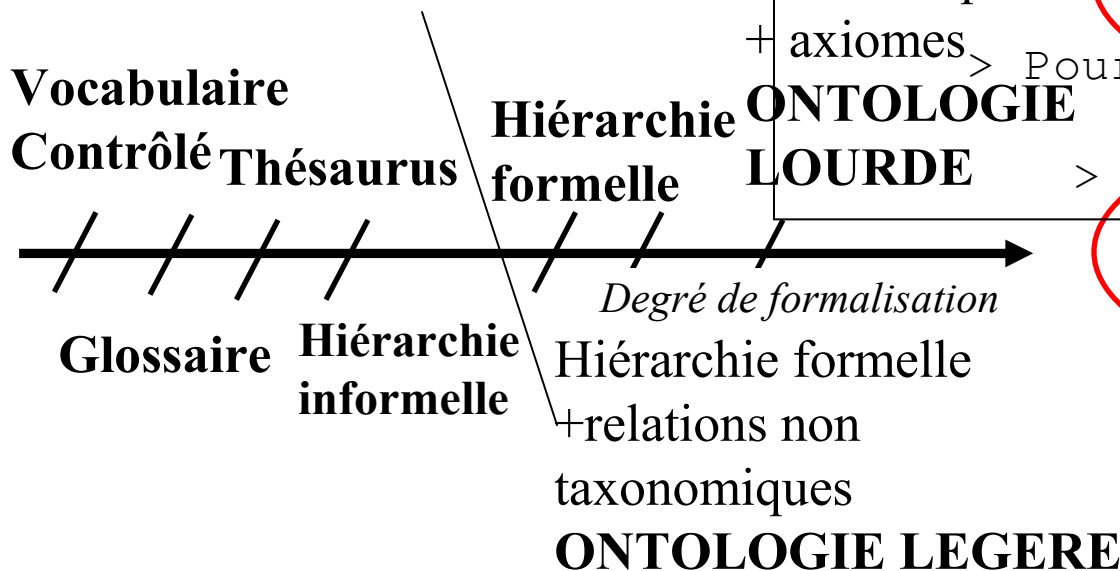 + axiomes
> Pour
ONTOLOGIE
LOURDE
>
Vocabulaire
Contrôlé
Thésaurus
Hiérarchie
formelle
Degré de formalisation
Glossaire
Hiérarchie
informelle
Hiérarchie formelle
+relations non
taxonomiques
ONTOLOGIE LEGERE